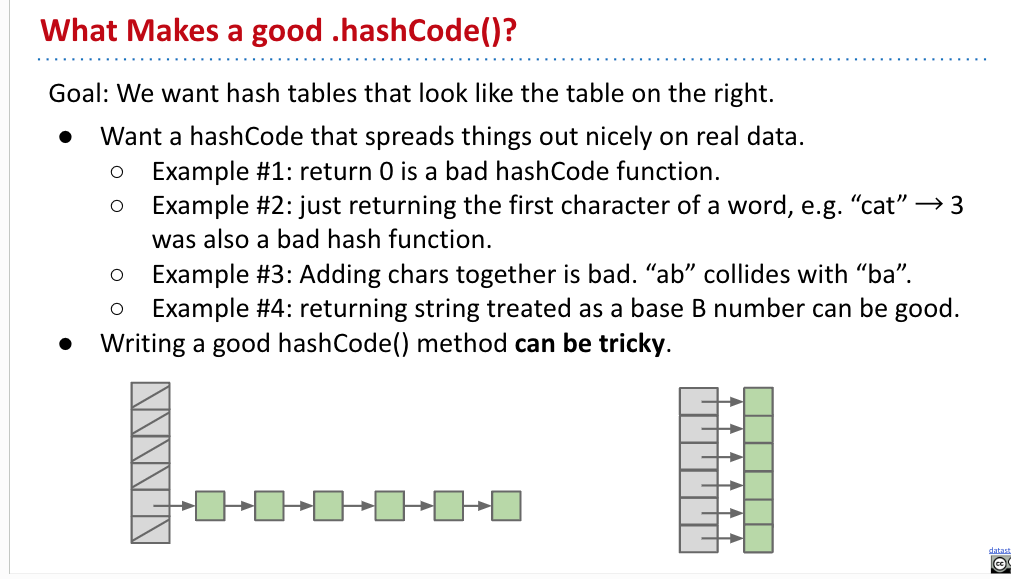 What Makes a good .hashCode()?
Goal: We want hash tables that look like the table on the right.
● Want a hashCode that spreads things out nicely on real data.
○ Example #1: return 0 is a bad hashCode function.
○ Example #2: just returning the first character of a word, e.g. “cat” → 3
was also a bad hash function.
○ Example #3: Adding chars together is bad. “ab” collides with “ba”.
○ Example #4: returning string treated as a base B number can be good.
● Writing a good hashCode() method can be tricky.
datast
cc